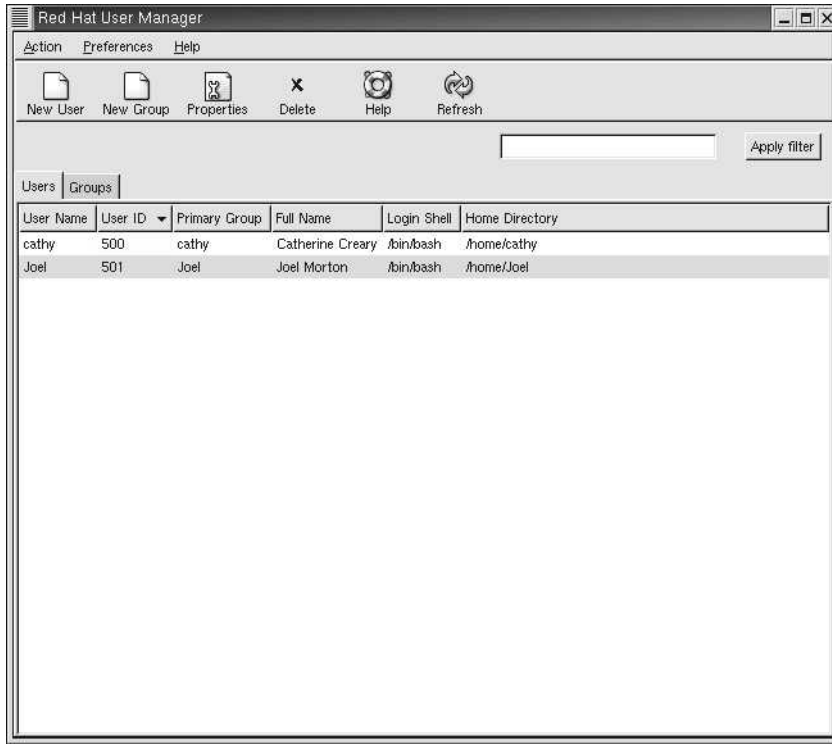 Red Hat User Manager
Action Preferences Help
New User New Group Properties Delete Help Refresh
Apply filter
Users Groups
User Name User ID Primary Group Full Name Login Shell Home Directory
cathy 500 cathy Catherine Creary /bin/bash /home/cathy
Joel 501 Joel Joel Morton /bin/bash /home/Joel